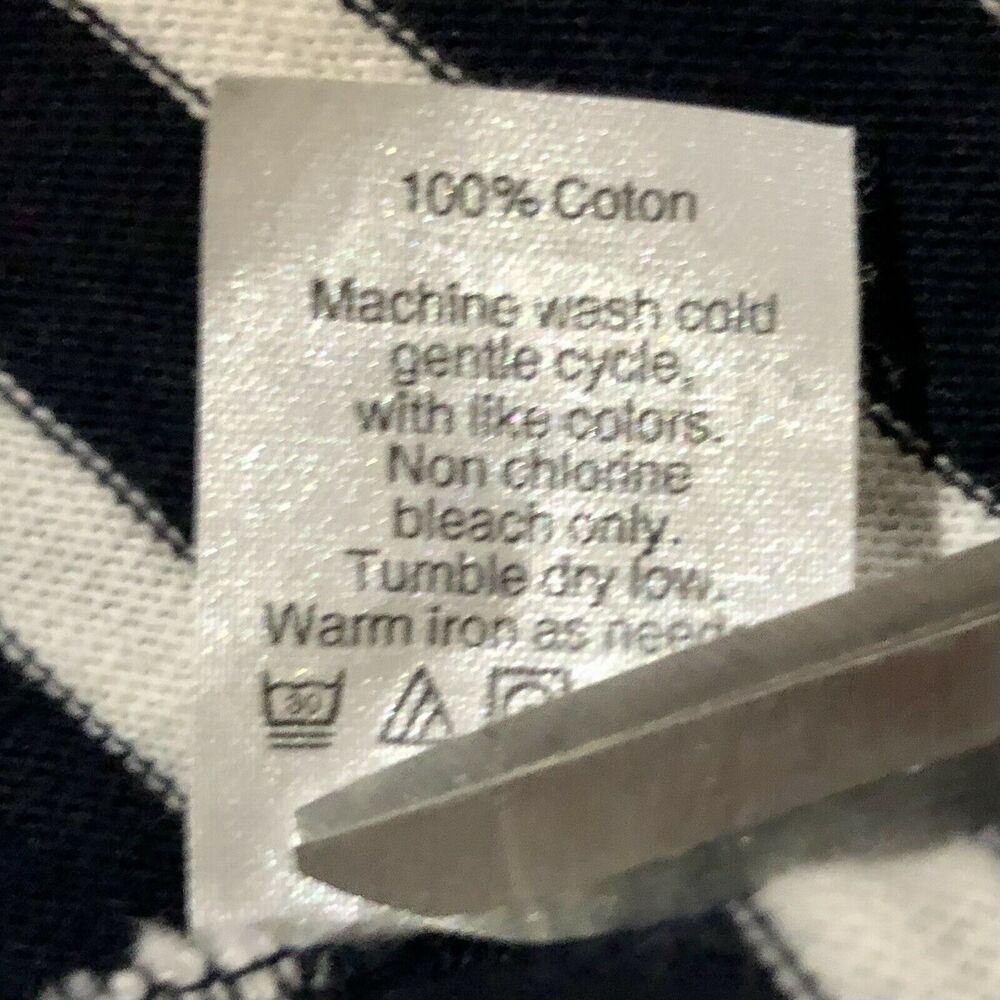 100% Coton
Machine wash cold
gentle cycle,
with like colors.
Non chlorine
bleach only.
Tumble dry low.
Warm iron as need
30